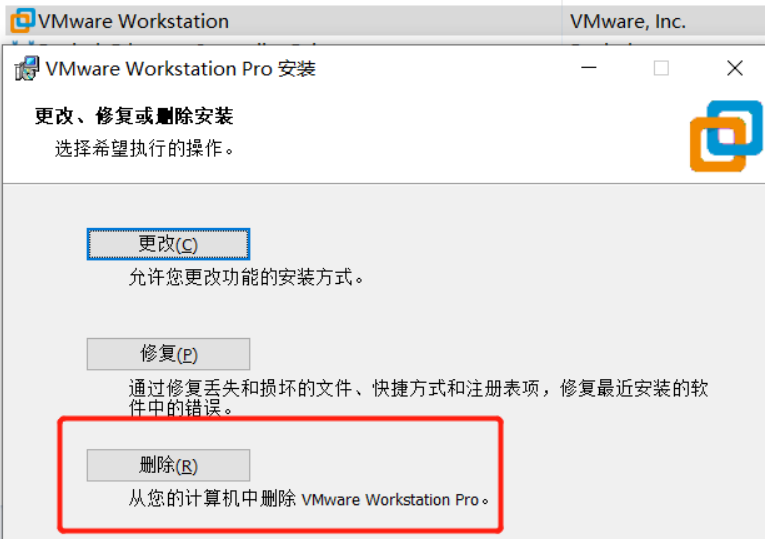 VMware Workstation VMware, Inc.
VMware Workstation Pro 安装
更改、修复或删除安装
选择希望执行的操作。
更改(C)
允许您更改功能的安装方式。
修复(P)
通过修复丢失和损坏的文件、快捷方式和注册表项，修复最近安装的软
件中的错误。
删除(R)
从您的计算机中删除 VMware Workstation Pro。